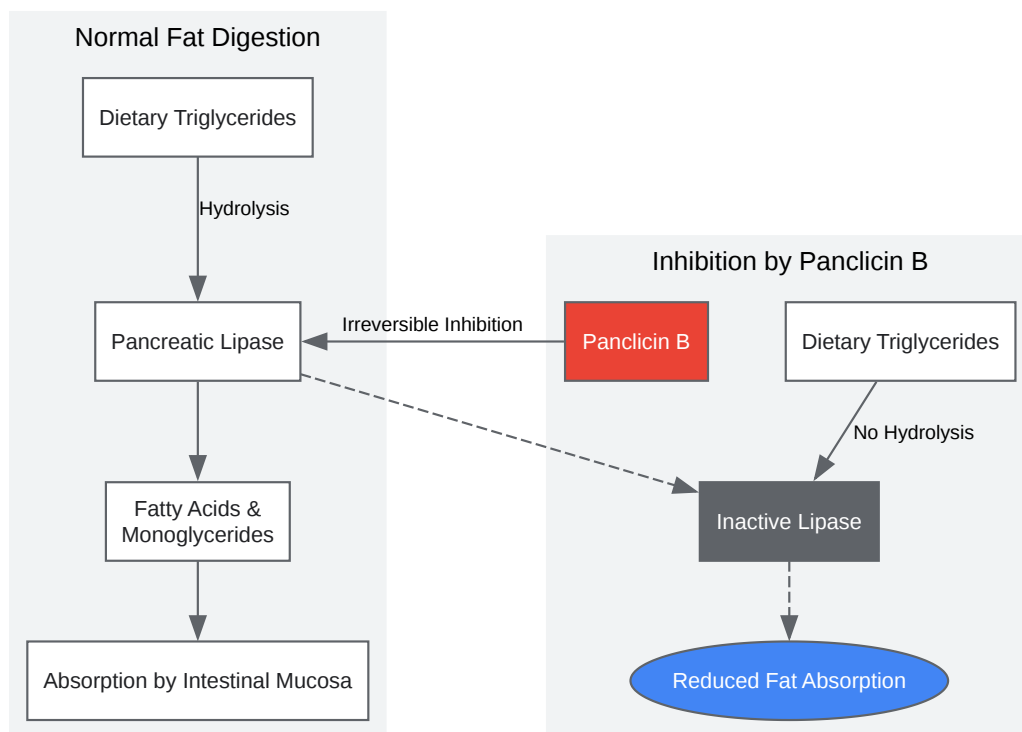 Normal Fat Digestion
Dietary Triglycerides
Hydrolysis
Pancreatic Lipase
Fatty Acids &
Monoglycerides
Absorption by Intestinal Mucosa
Irreversible Inhibition
Inhibition by Panclicin B
Panclicin B
Dietary Triglycerides
No Hydrolysis
Inactive Lipase
Reduced Fat Absorption